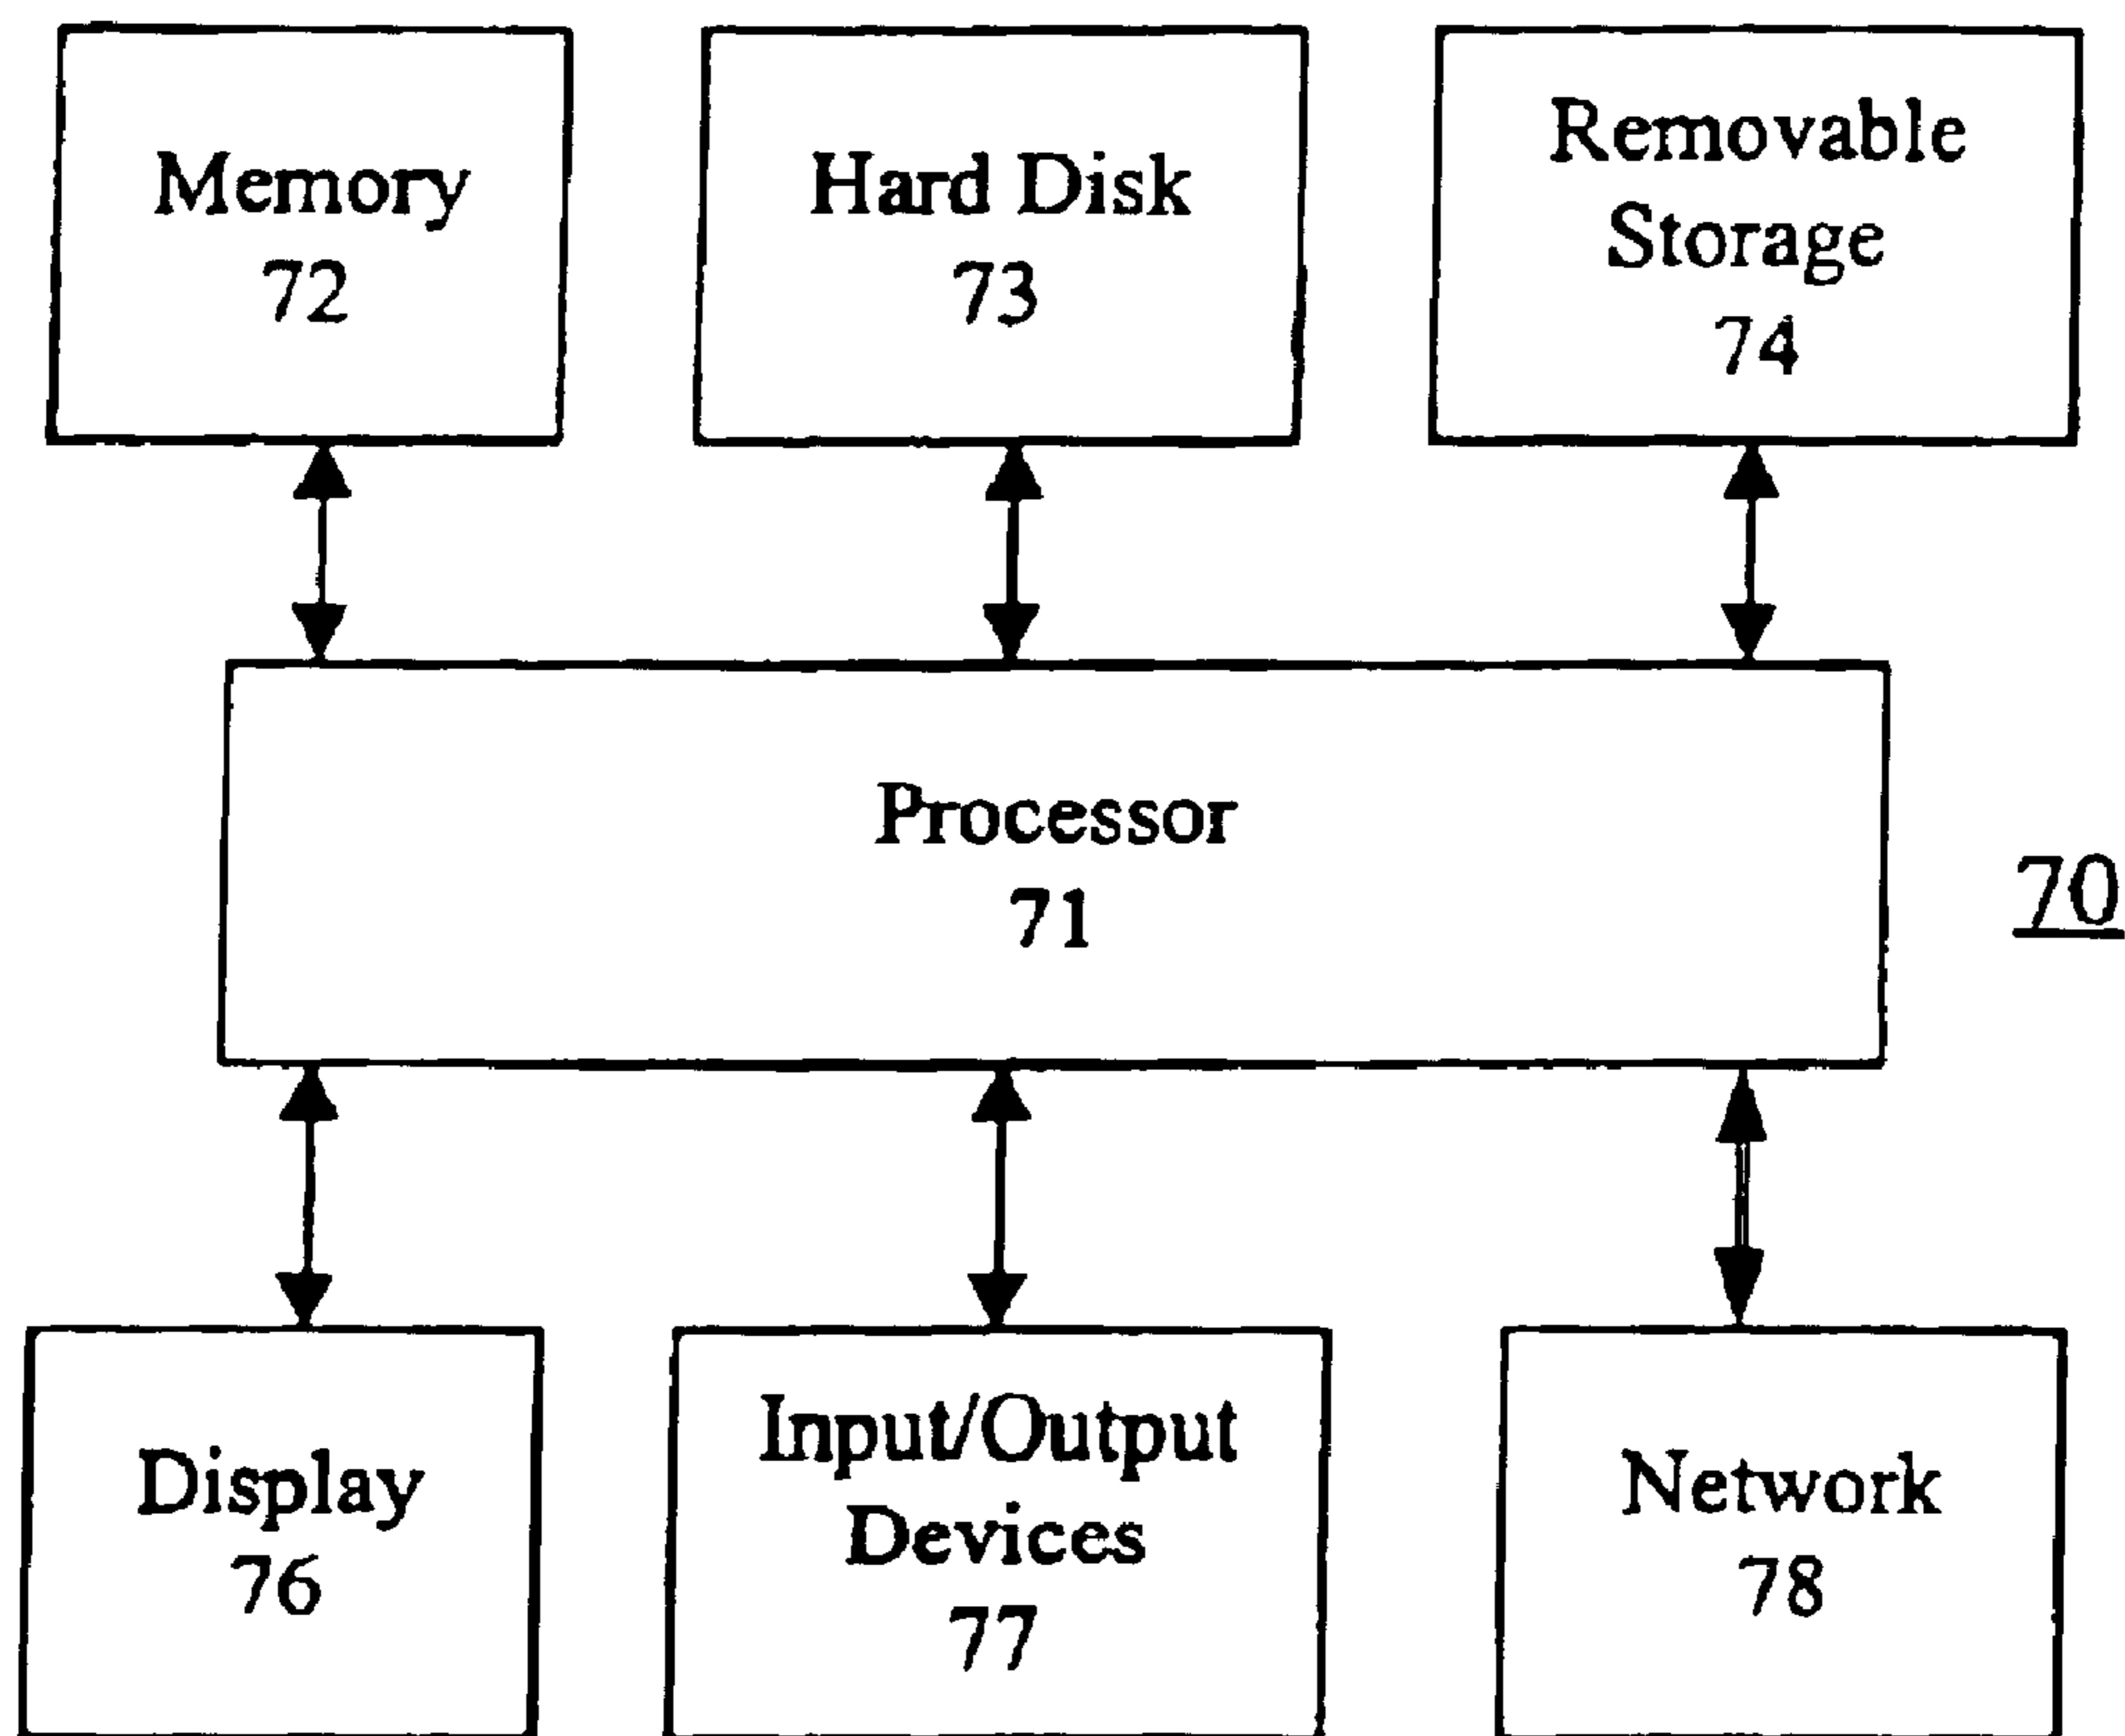 Memory
72
Hard Disk
73
Removable
Storage
74
Processor
71
70
Display
76
Input/Output
Devices
77
Network
78